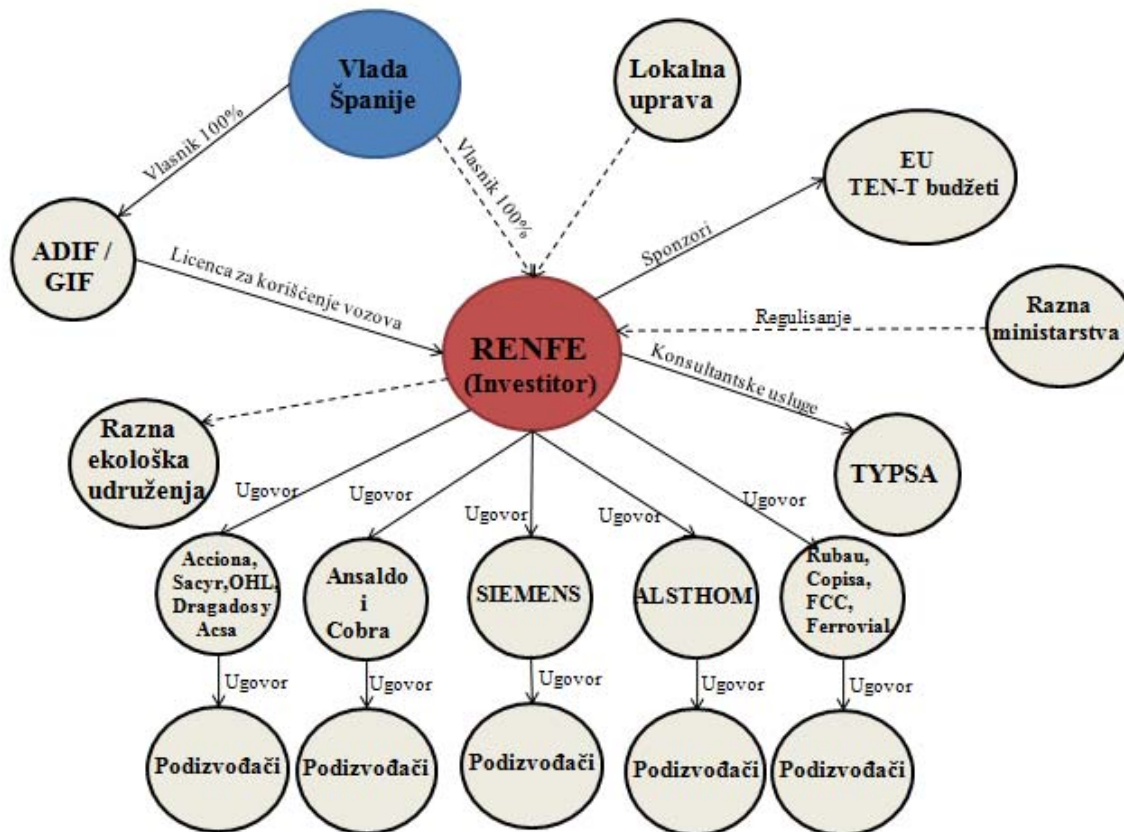 Vlada
Španije
Lokalna
uprava
EU
TEN-T budžeti
Vlasnik 100%
Vlasnik 100%
Sponzori
ADIF /
GIF
Licenca za korišćenje vozova
RENFE
(Investitor)
Regulisanje
Razna
ministarstva
Konsultantske usluge
Razna
ekološka
udruženja
TYPSA
Ugovor
Ugovor
Ugovor
Ugovor
Ugovor
Acciona,
Sacyr,OHL,
Dragados y
Acsa
Ansaldo
i
Cobra
SIEMENS
ALSTHOM
Rubau,
Copisa,
FCC,
Ferrovial,
Ugovor
Ugovor
Ugovor
Ugovor
Ugovor
Podizvođači
Podizvođači
Podizvođači
Podizvođači
Podizvođači